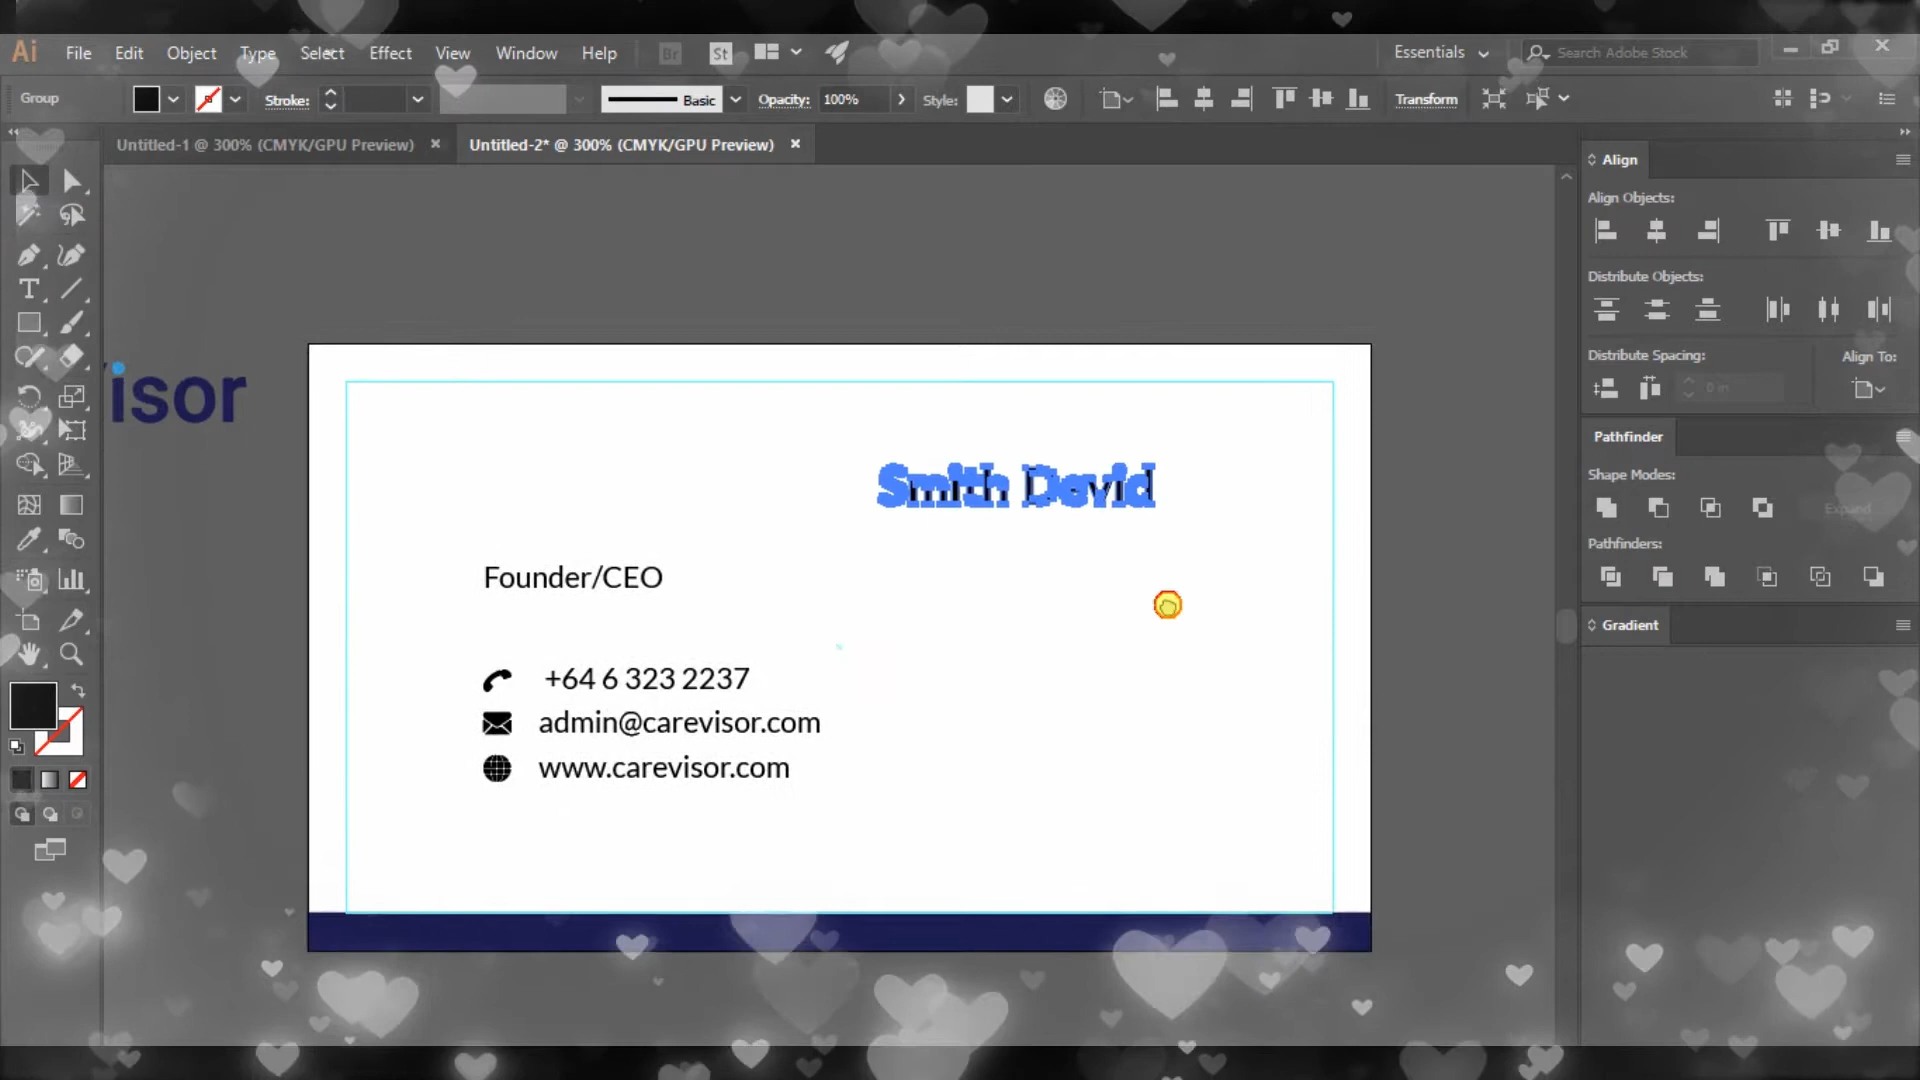 Ai File Edit Object Type Select Effect View Window Help Br St Essentials Search Adobe Stock
Group Stroke: Basic Opacity: 100% Style: Transform
Untitled-1 @ 300% (CMYK/GPU Preview) Untitled-2* @ 300% (CMYK/GPU Preview)
Align
Align Objects:
Distribute Objects:
Distribute Spacing: Align To:
0 in
Pathfinder
Shape Modes:
Expand
Pathfinders:
Gradient
visor
Smith David
Founder/CEO
+64 6 323 2237
admin@carevisor.com
www.carevisor.com